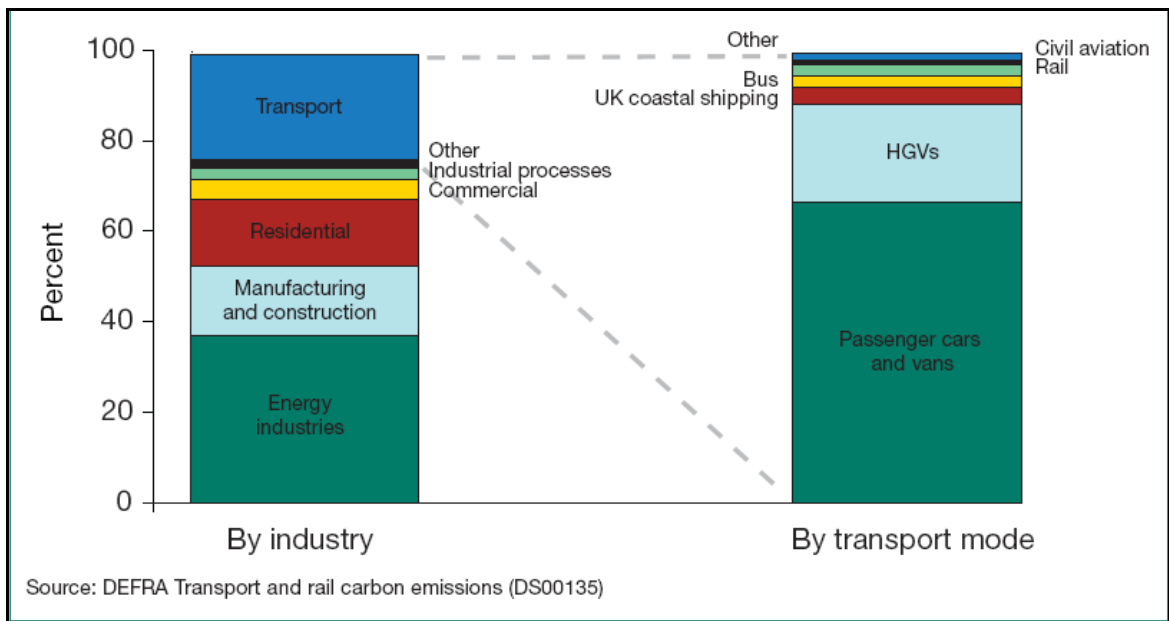 100
80
60
40
20
0
Percent
Transport
Other
Industrial processes
Commercial
Residential
Manufacturing
and construction
Energy
industries
By industry
Other
Bus
UK coastal shipping
Civil aviation
Rail
HGVs
Passenger cars
and vans
By transport mode
Source: DEFRA Transport and rail carbon emissions (DS00135)